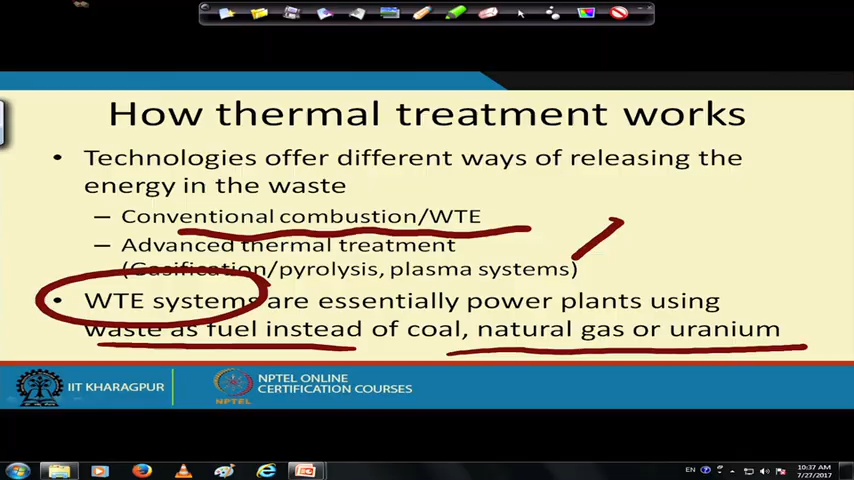 How thermal treatment works
• Technologies offer different ways of releasing the
energy in the waste
– Conventional combustion/WTE
– Advanced thermal treatment
(Gasification/pyrolysis, plasma systems)
• WTE systems are essentially power plants using
waste as fuel instead of coal, natural gas or uranium
IIT KHARAGPUR
NPTEL
NPTEL ONLINE
CERTIFICATION COURSES
EN
10:37 AM
7/27/2017